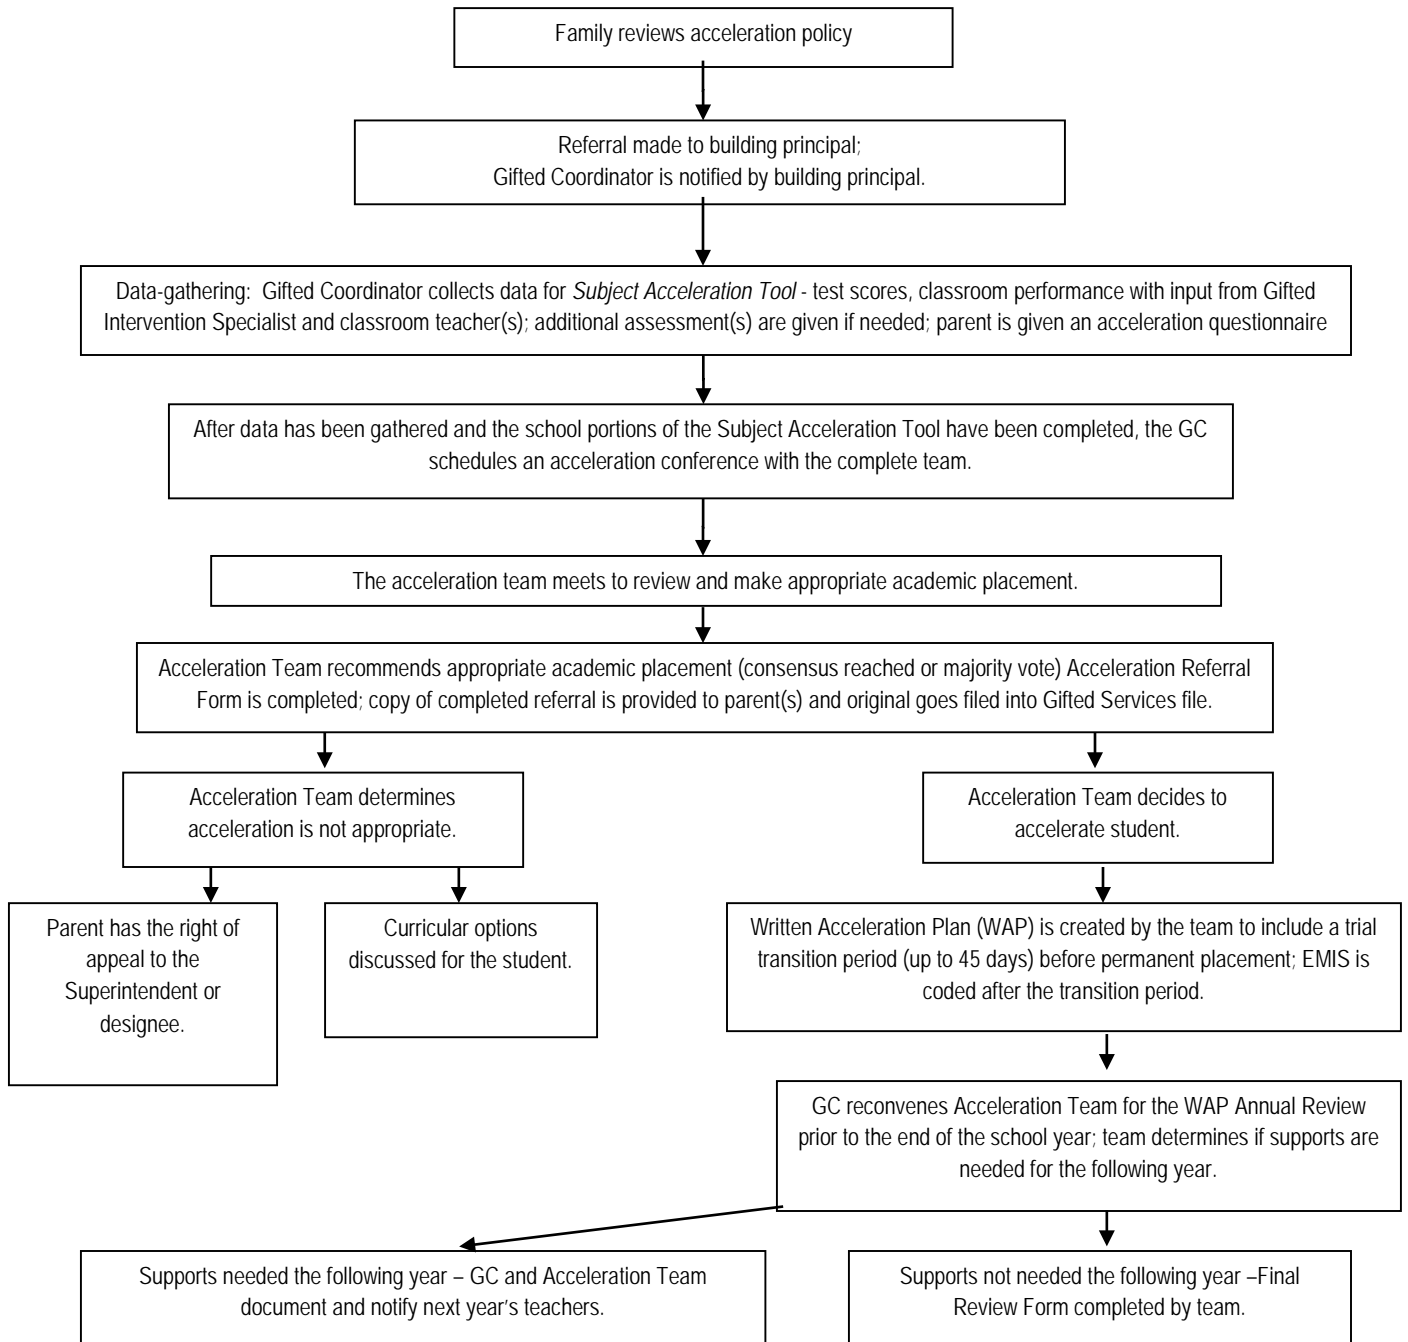 Family reviews acceleration policy
Referral made to building principal;
Gifted Coordinator is notified by building principal.
Data-gathering: Gifted Coordinator collects data for Subject Acceleration Tool - test scores, classroom performance with input from Gifted
Intervention Specialist and classroom teacher(s); additional assessment(s) are given if needed; parent is given an acceleration questionnaire
After data has been gathered and the school portions of the Subject Acceleration Tool have been completed, the GC
schedules an acceleration conference with the complete team.
The acceleration team meets to review and make appropriate academic placement.
Acceleration Team recommends appropriate academic placement (consensus reached or majority vote) Acceleration Referral
Form is completed; copy of completed referral is provided to parent(s) and original goes filed into Gifted Services file.
Acceleration Team determines
acceleration is not appropriate.
Acceleration Team decides to
accelerate student.
Parent has the right of
appeal to the
Superintendent or
designee.
Curricular options
discussed for the student.
Written Acceleration Plan (WAP) is created by the team to include a trial
transition period (up to 45 days) before permanent placement; EMIS is
coded after the transition period.
GC reconvenes Acceleration Team for the WAP Annual Review
prior to the end of the school year; team determines if supports are
needed for the following year.
Supports needed the following year – GC and Acceleration Team
document and notify next year's teachers.
Supports not needed the following year –Final
Review Form completed by team.